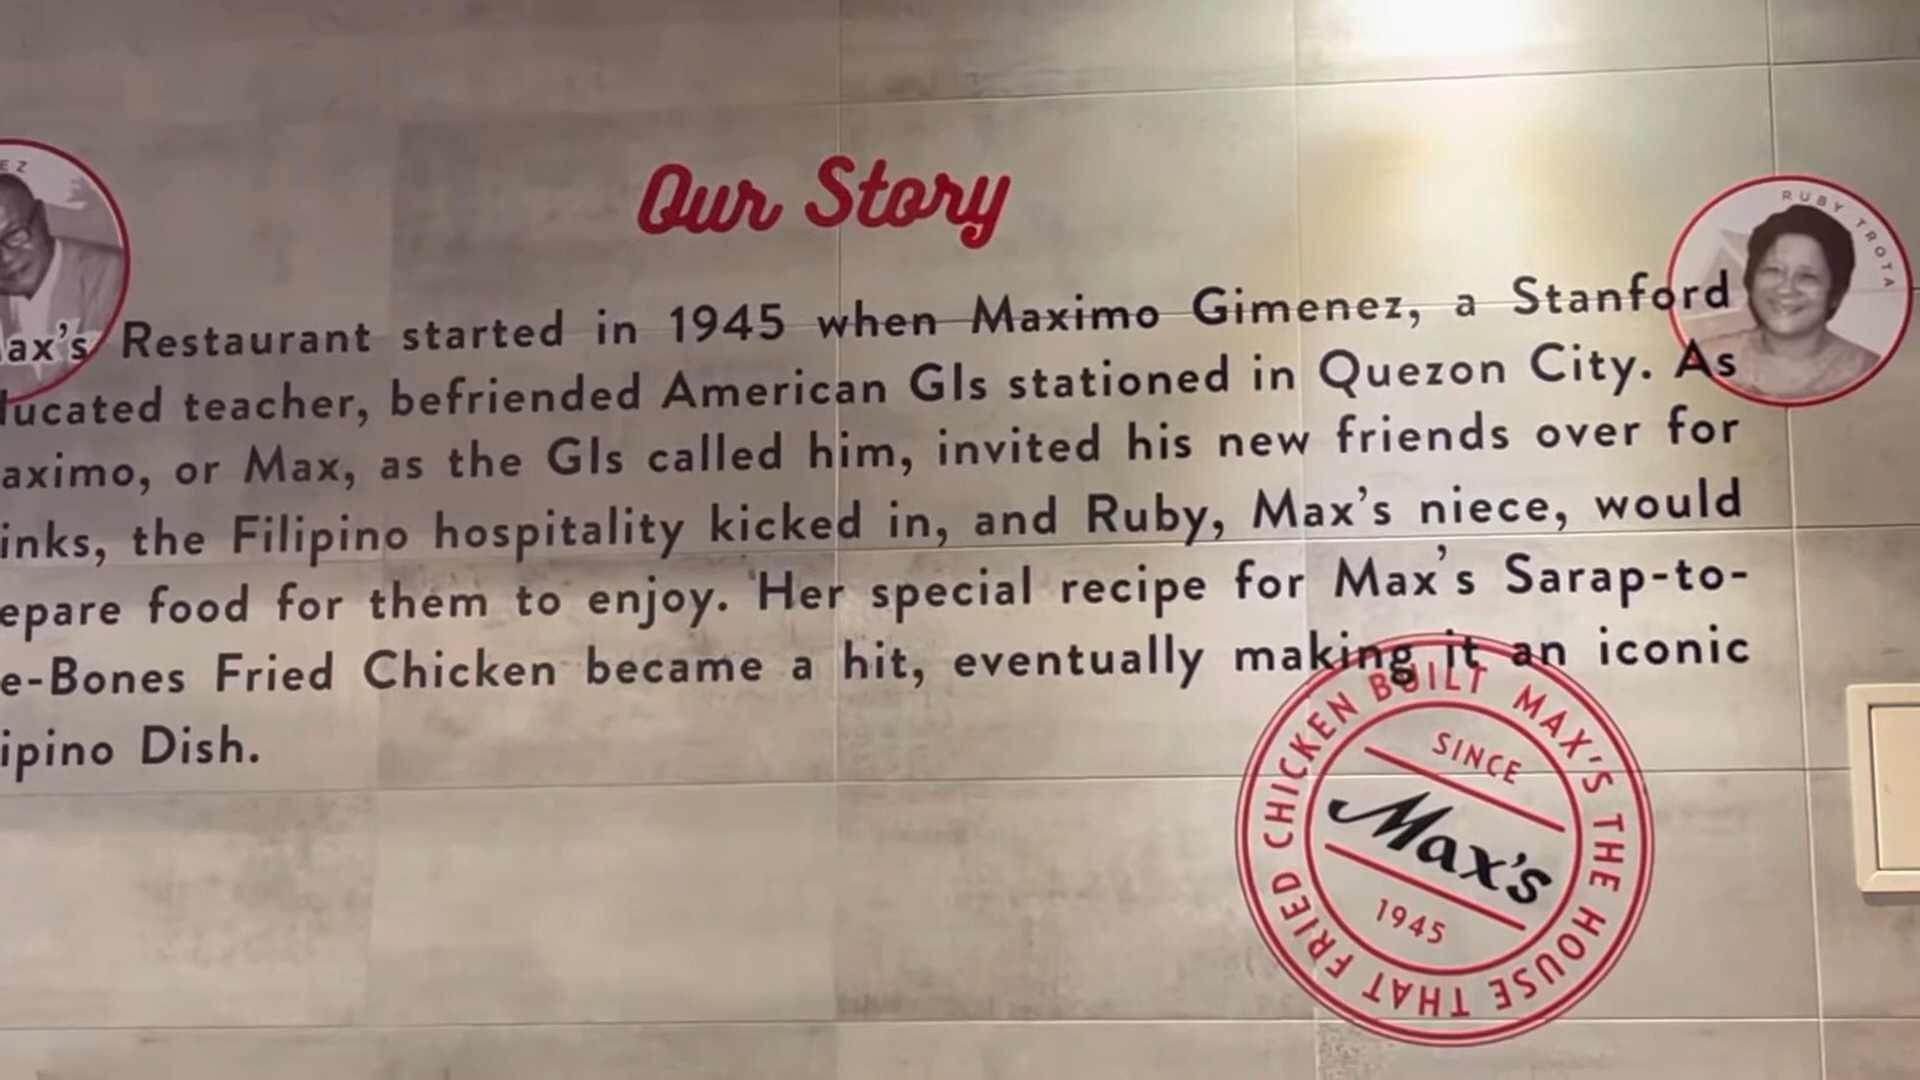 EZ
Our Story
RUBY TROTA
ax's Restaurant started in 1945 when Maximo Gimenez, a Stanford
lucated teacher, befriended American GIs stationed in Quezon City. As
aximo, or Max, as the GIs called him, invited his new friends over for
inks, the Filipino hospitality kicked in, and Ruby, Max's niece, would
epare food for them to enjoy. Her special recipe for Max's Sarap-to-
e-Bones Fried Chicken became a hit, eventually making it an iconic
ipino Dish.
MAX'S THE HOUSE THAT FRIED CHICKEN BUILT
SINCE
Max's
1945